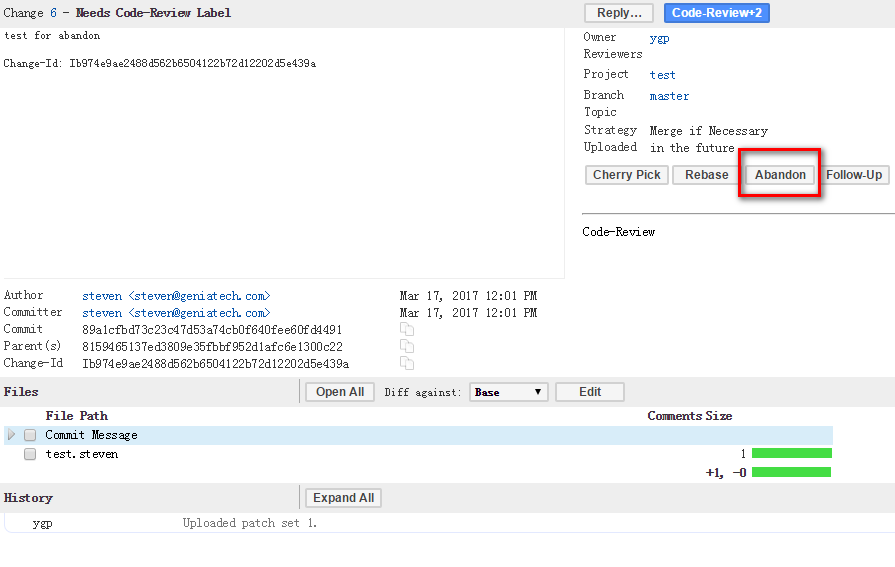 Change 6 - Needs Code-Review Label
Reply…
Code-Review+2
test for abandon
Change-Id: Ib974e9ae2488d562b6504122b72d12202d5e439a
Owner ygp
Reviewers
Project test
Branch master
Topic
Strategy Merge if Necessary
Uploaded in the future
Cherry Pick Rebase Abandon Follow-Up
Code-Review
Author steven <steven@geniatech.com> Mar 17, 2017 12:01 PM
Committer steven <steven@geniatech.com> Mar 17, 2017 12:01 PM
Commit 89a1cfbd73c23c47d53a74cb0f640fee60fd4491
Parent(s) 8159465137ed3809e35fbbf952d1afc6e1300c22
Change-Id Ib974e9ae2488d562b6504122b72d12202d5e439a
Files Open All Diff against: Base Edit
File Path Comments Size
Commit Message
test.steven 1
+1, -0
History Expand All
ygp Uploaded patch set 1.